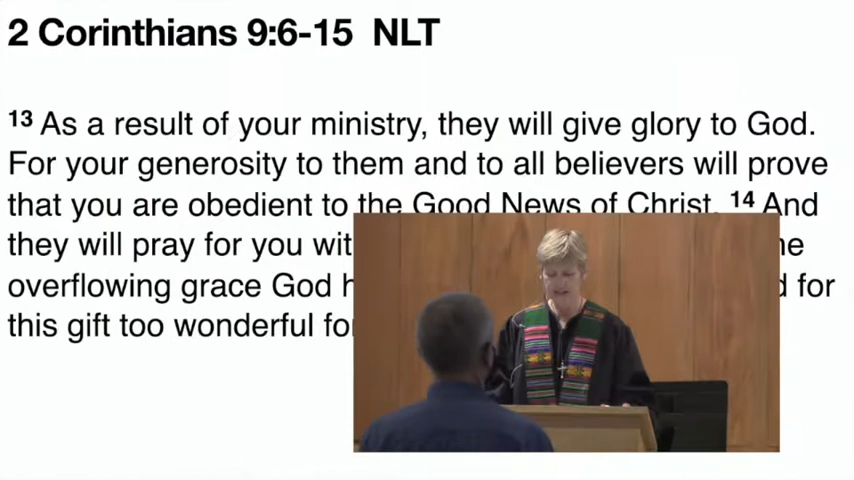 2 Corinthians 9:6-15 NLT
13 As a result of your ministry, they will give glory to God.
For your generosity to them and to all believers will prove
that you are obedient to the Good News of Christ. 14 And
they will pray for you
overflowing grace God
for
this gift too wonderful